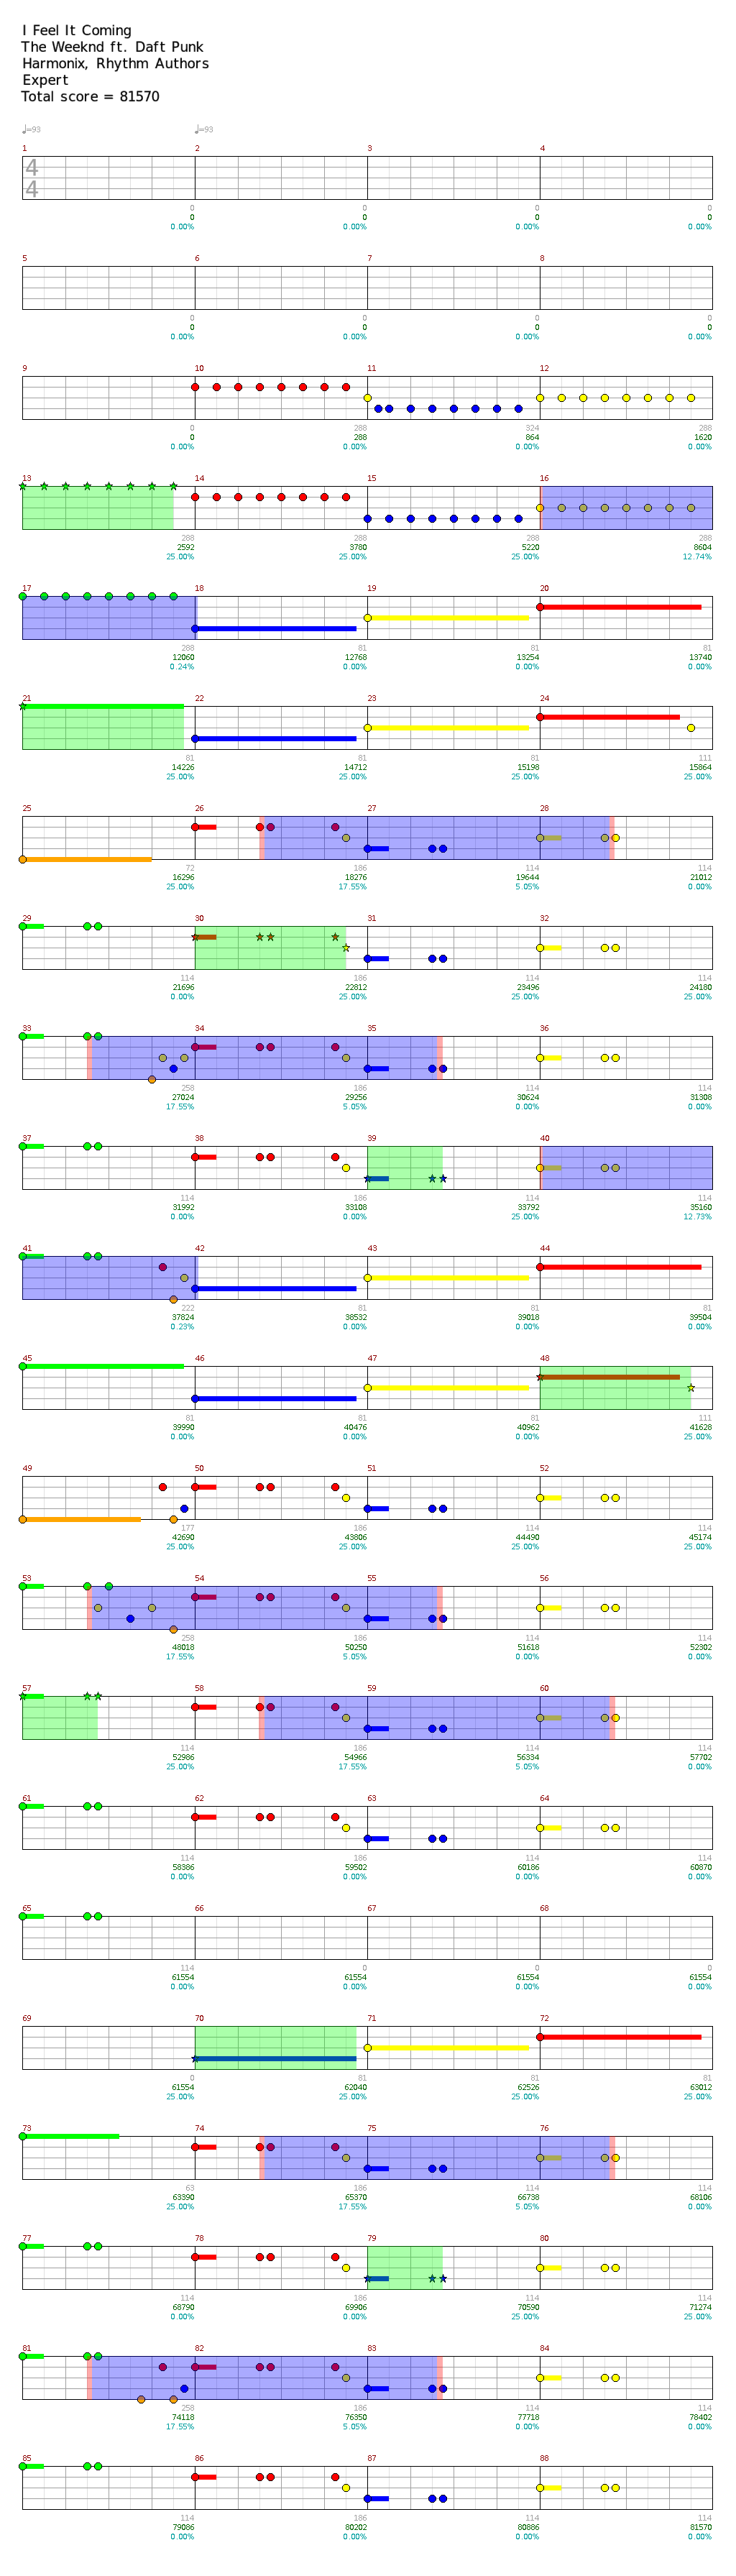 I Feel It Coming
The Weeknd ft. Daft Punk
Harmonix, Rhythm Authors
Expert
Total score = 81570
♩=93 ♩=93
1 2 3 4
4
4
0 0 0 0
0 0 0 0
0.00% 0.00% 0.00% 0.00%
5 6 7 8
0 0 0 0
0 0 0 0
0.00% 0.00% 0.00% 0.00%
9 10 11 12
0 288 324 288
0 288 864 1620
0.00% 0.00% 0.00% 0.00%
13 14 15 16
288 288 288 288
2592 3780 5220 8604
25.00% 25.00% 25.00% 12.74%
17 18 19 20
288 81 81 81
12060 12768 13254 13740
0.24% 0.00% 0.00% 0.00%
21 22 23 24
81 81 81 111
14226 14712 15198 15864
25.00% 25.00% 25.00% 25.00%
25 26 27 28
72 186 114 114
16296 18276 19644 21012
25.00% 17.55% 5.05% 0.00%
29 30 31 32
114 186 114 114
21696 22812 23496 24180
0.00% 25.00% 25.00% 25.00%
33 34 35 36
258 186 114 114
27024 29256 30624 31308
17.55% 5.05% 0.00% 0.00%
37 38 39 40
114 186 114 114
31992 33108 33792 35160
0.00% 0.00% 25.00% 12.73%
41 42 43 44
222 81 81 81
37824 38532 39018 39504
0.23% 0.00% 0.00% 0.00%
45 46 47 48
81 81 81 111
39990 40476 40962 41628
0.00% 0.00% 0.00% 25.00%
49 50 51 52
177 186 114 114
42690 43806 44490 45174
25.00% 25.00% 25.00% 25.00%
53 54 55 56
258 186 114 114
48018 50250 51618 52302
17.55% 5.05% 0.00% 0.00%
57 58 59 60
114 186 114 114
52986 54966 56334 57702
25.00% 17.55% 5.05% 0.00%
61 62 63 64
114 186 114 114
58386 59502 60186 60870
0.00% 0.00% 0.00% 0.00%
65 66 67 68
114 0 0 0
61554 61554 61554 61554
0.00% 0.00% 0.00% 0.00%
69 70 71 72
0 81 81 81
61554 62040 62526 63012
0.00% 25.00% 25.00% 25.00%
73 74 75 76
63 186 114 114
63390 65370 66738 68106
25.00% 17.55% 5.05% 0.00%
77 78 79 80
114 186 114 114
68790 69906 70590 71274
0.00% 0.00% 25.00% 25.00%
81 82 83 84
258 186 114 114
74118 76350 77718 78402
17.55% 5.05% 0.00% 0.00%
85 86 87 88
114 186 114 114
79086 80202 80886 81570
0.00% 0.00% 0.00% 0.00%